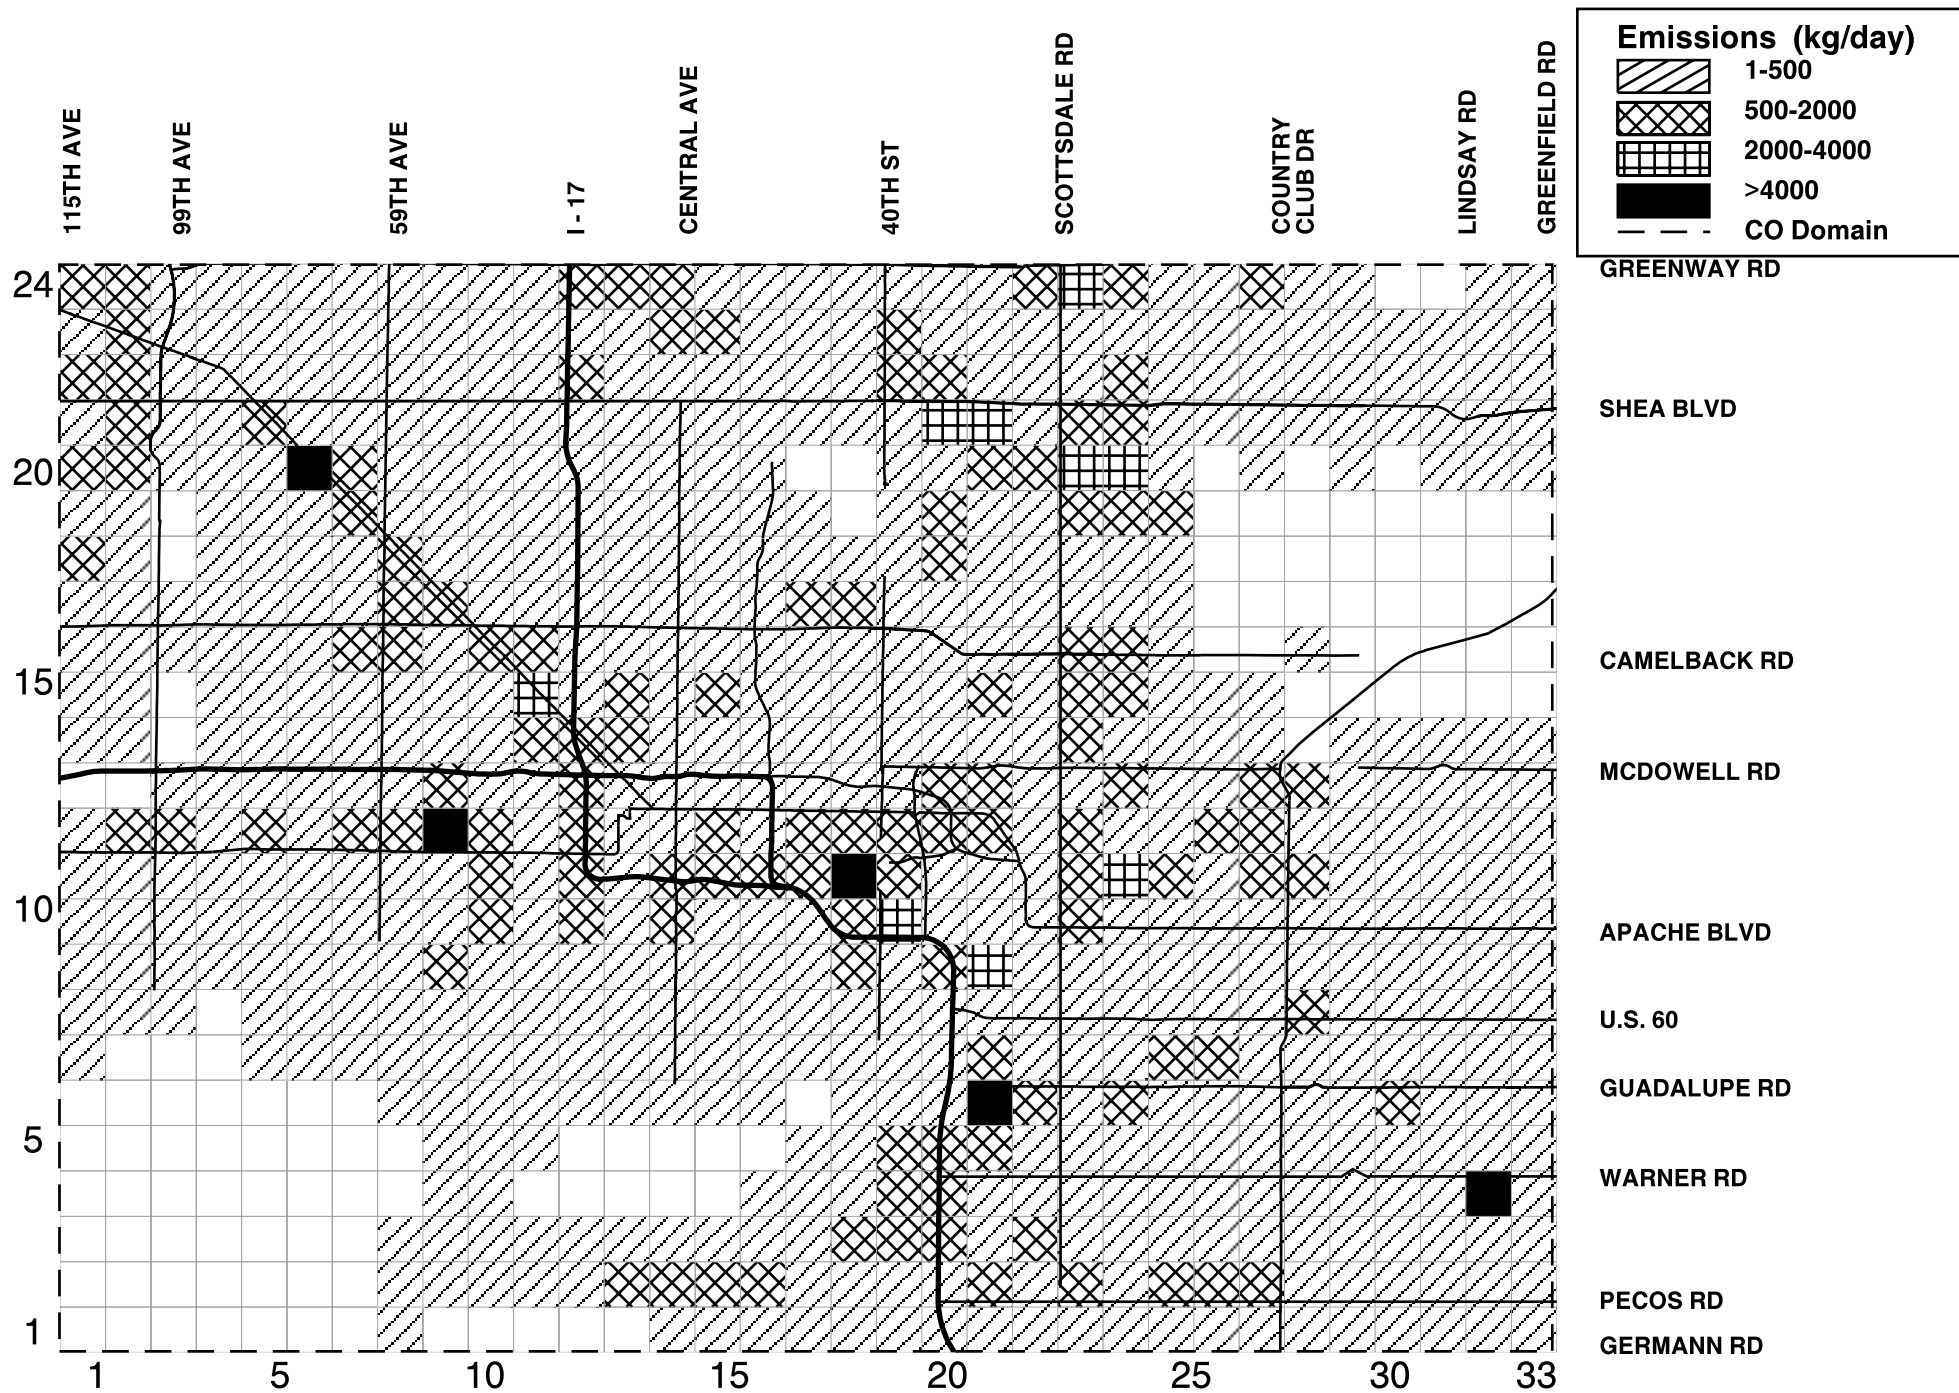 Emissions (kg/day)
1-500
500-2000
2000-4000
>4000
CO Domain
115TH AVE
99TH AVE
59TH AVE
I - 17
CENTRAL AVE
40TH ST
SCOTTSDALE RD
COUNTRY
CLUB DR
LINDSAY RD
GREENFIELD RD
GREENWAY RD
SHEA BLVD
CAMELBACK RD
MCDOWELL RD
APACHE BLVD
U.S. 60
GUADALUPE RD
WARNER RD
PECOS RD
GERMANN RD
24
20
15
10
5
1
1 5 10 15 20 25 30 33